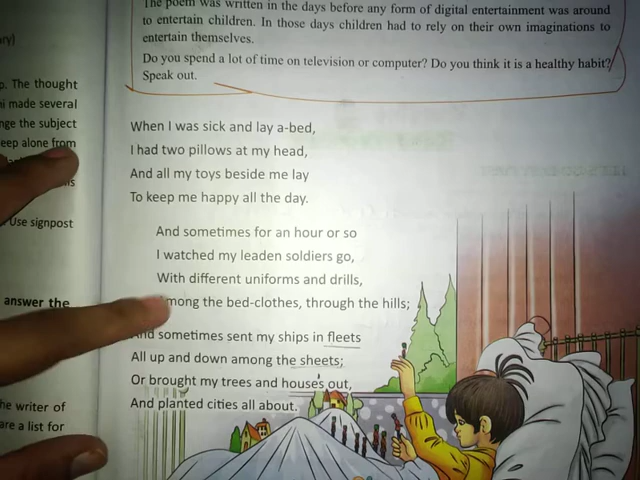 The poem was written in the days before any form of digital entertainment was around
to entertain children. In those days children had to rely on their own imaginations to
entertain themselves.
Do you spend a lot of time on television or computer? Do you think it is a healthy habit?
Speak out.
The thought
made several
the subject
eep alone from
Use signpost
answer the
he writer of
are a list for
When I was sick and lay a-bed,
I had two pillows at my head,
And all my toys beside me lay
To keep me happy all the day.
And sometimes for an hour or so
I watched my leaden soldiers go,
With different uniforms and drills,
Among the bed-clothes, through the hills;
And sometimes sent my ships in fleets
All up and down among the sheets;
Or brought my trees and houses out,
And planted cities all about.